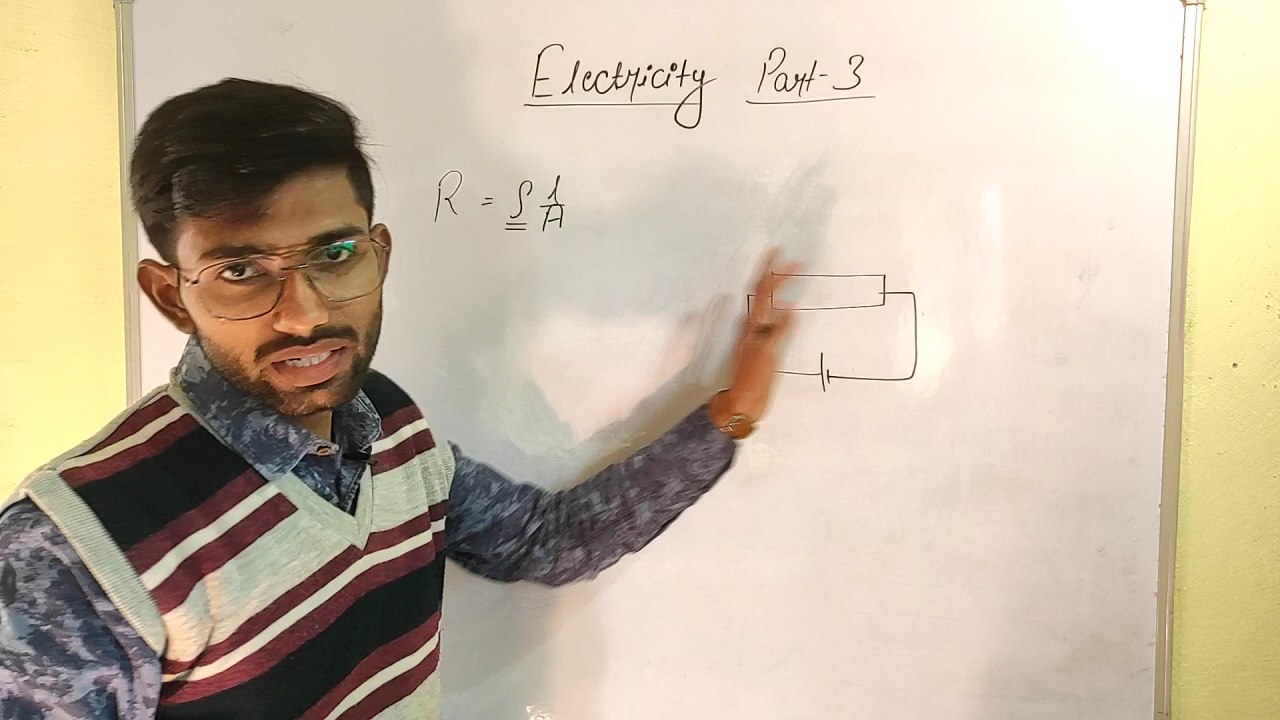 Electricity Part-3
R = ρ l/A